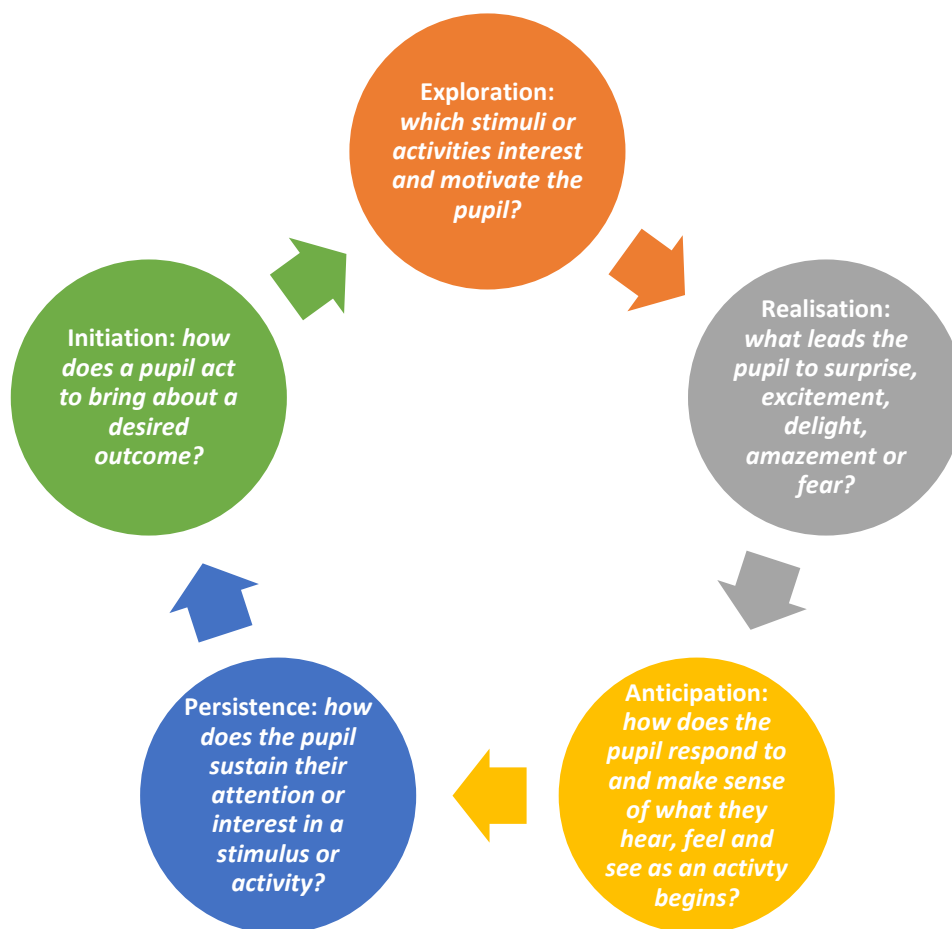 Exploration:
which stimuli or
activities interest
and motivate the
pupil?
Realisation:
what leads the
pupil to surprise,
excitement,
delight,
amazement or
fear?
Anticipation:
how does the
pupil respond to
and make sense
of what they
hear, feel and
see as an activty
begins?
Persistence: how
does the pupil
sustain their
attention or
interest in a
stimulus or
activity?
Initiation: how
does a pupil act
to bring about a
desired
outcome?